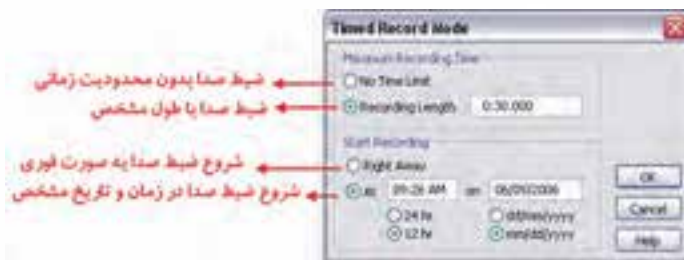 Timed Record Mode
Maximum Recording Time
ضبط صدا بدون محدودیت زمانی
No Time Limit
ضبط صدا با طول مشخص
Recording Length 0:30.000
Start Recording
شروع ضبط صدا به صورت فوری
Right Away
شروع ضبط صدا در زمان و تاریخ مشخص
At: 09:26 AM on
24 hr dd/mm/yyyy
12 hr mm/dd/yyyy
OK
Cancel
Help